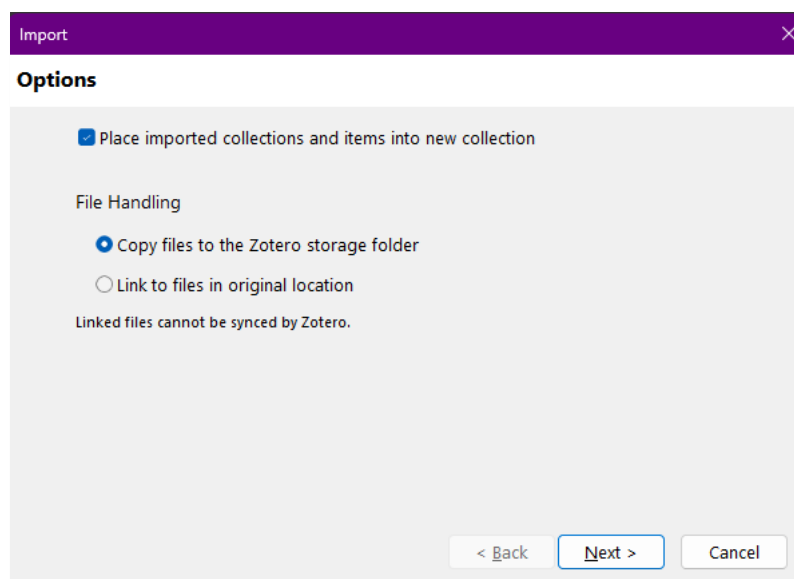 Import
Options
Place imported collections and items into new collection
File Handling
Copy files to the Zotero storage folder
Link to files in original location
Linked files cannot be synced by Zotero.
< Back Next > Cancel